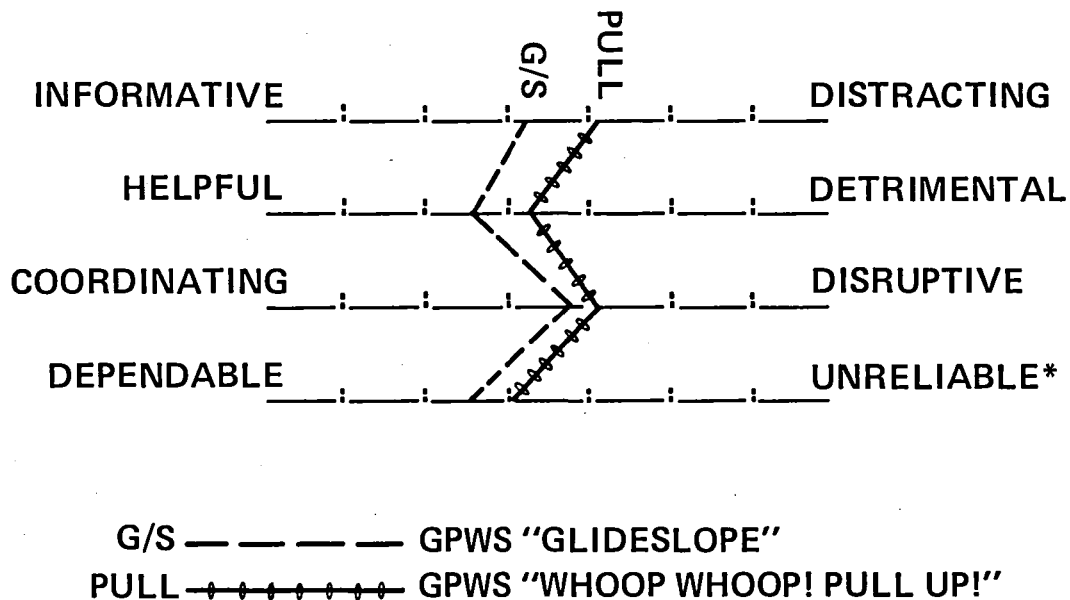 G/S PULL
INFORMATIVE DISTRACTING
HELPFUL DETRIMENTAL
COORDINATING DISRUPTIVE
DEPENDABLE UNRELIABLE*
G/S GPWS "GLIDESLOPE"
PULL GPWS "WHOOP WHOOP! PULL UP!"